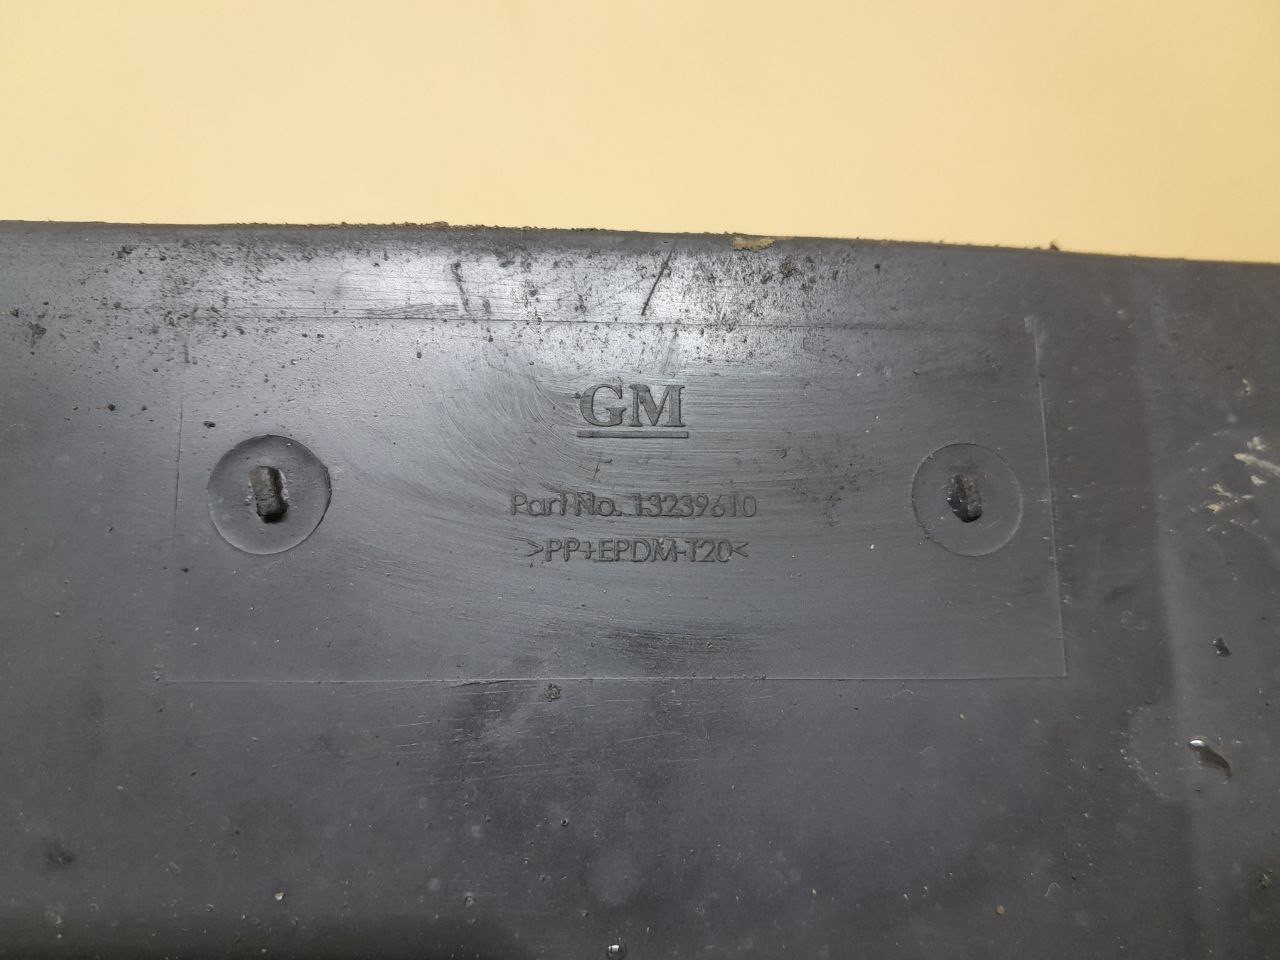 GM
Part No. 13239610
>PP+EPDM-T20<